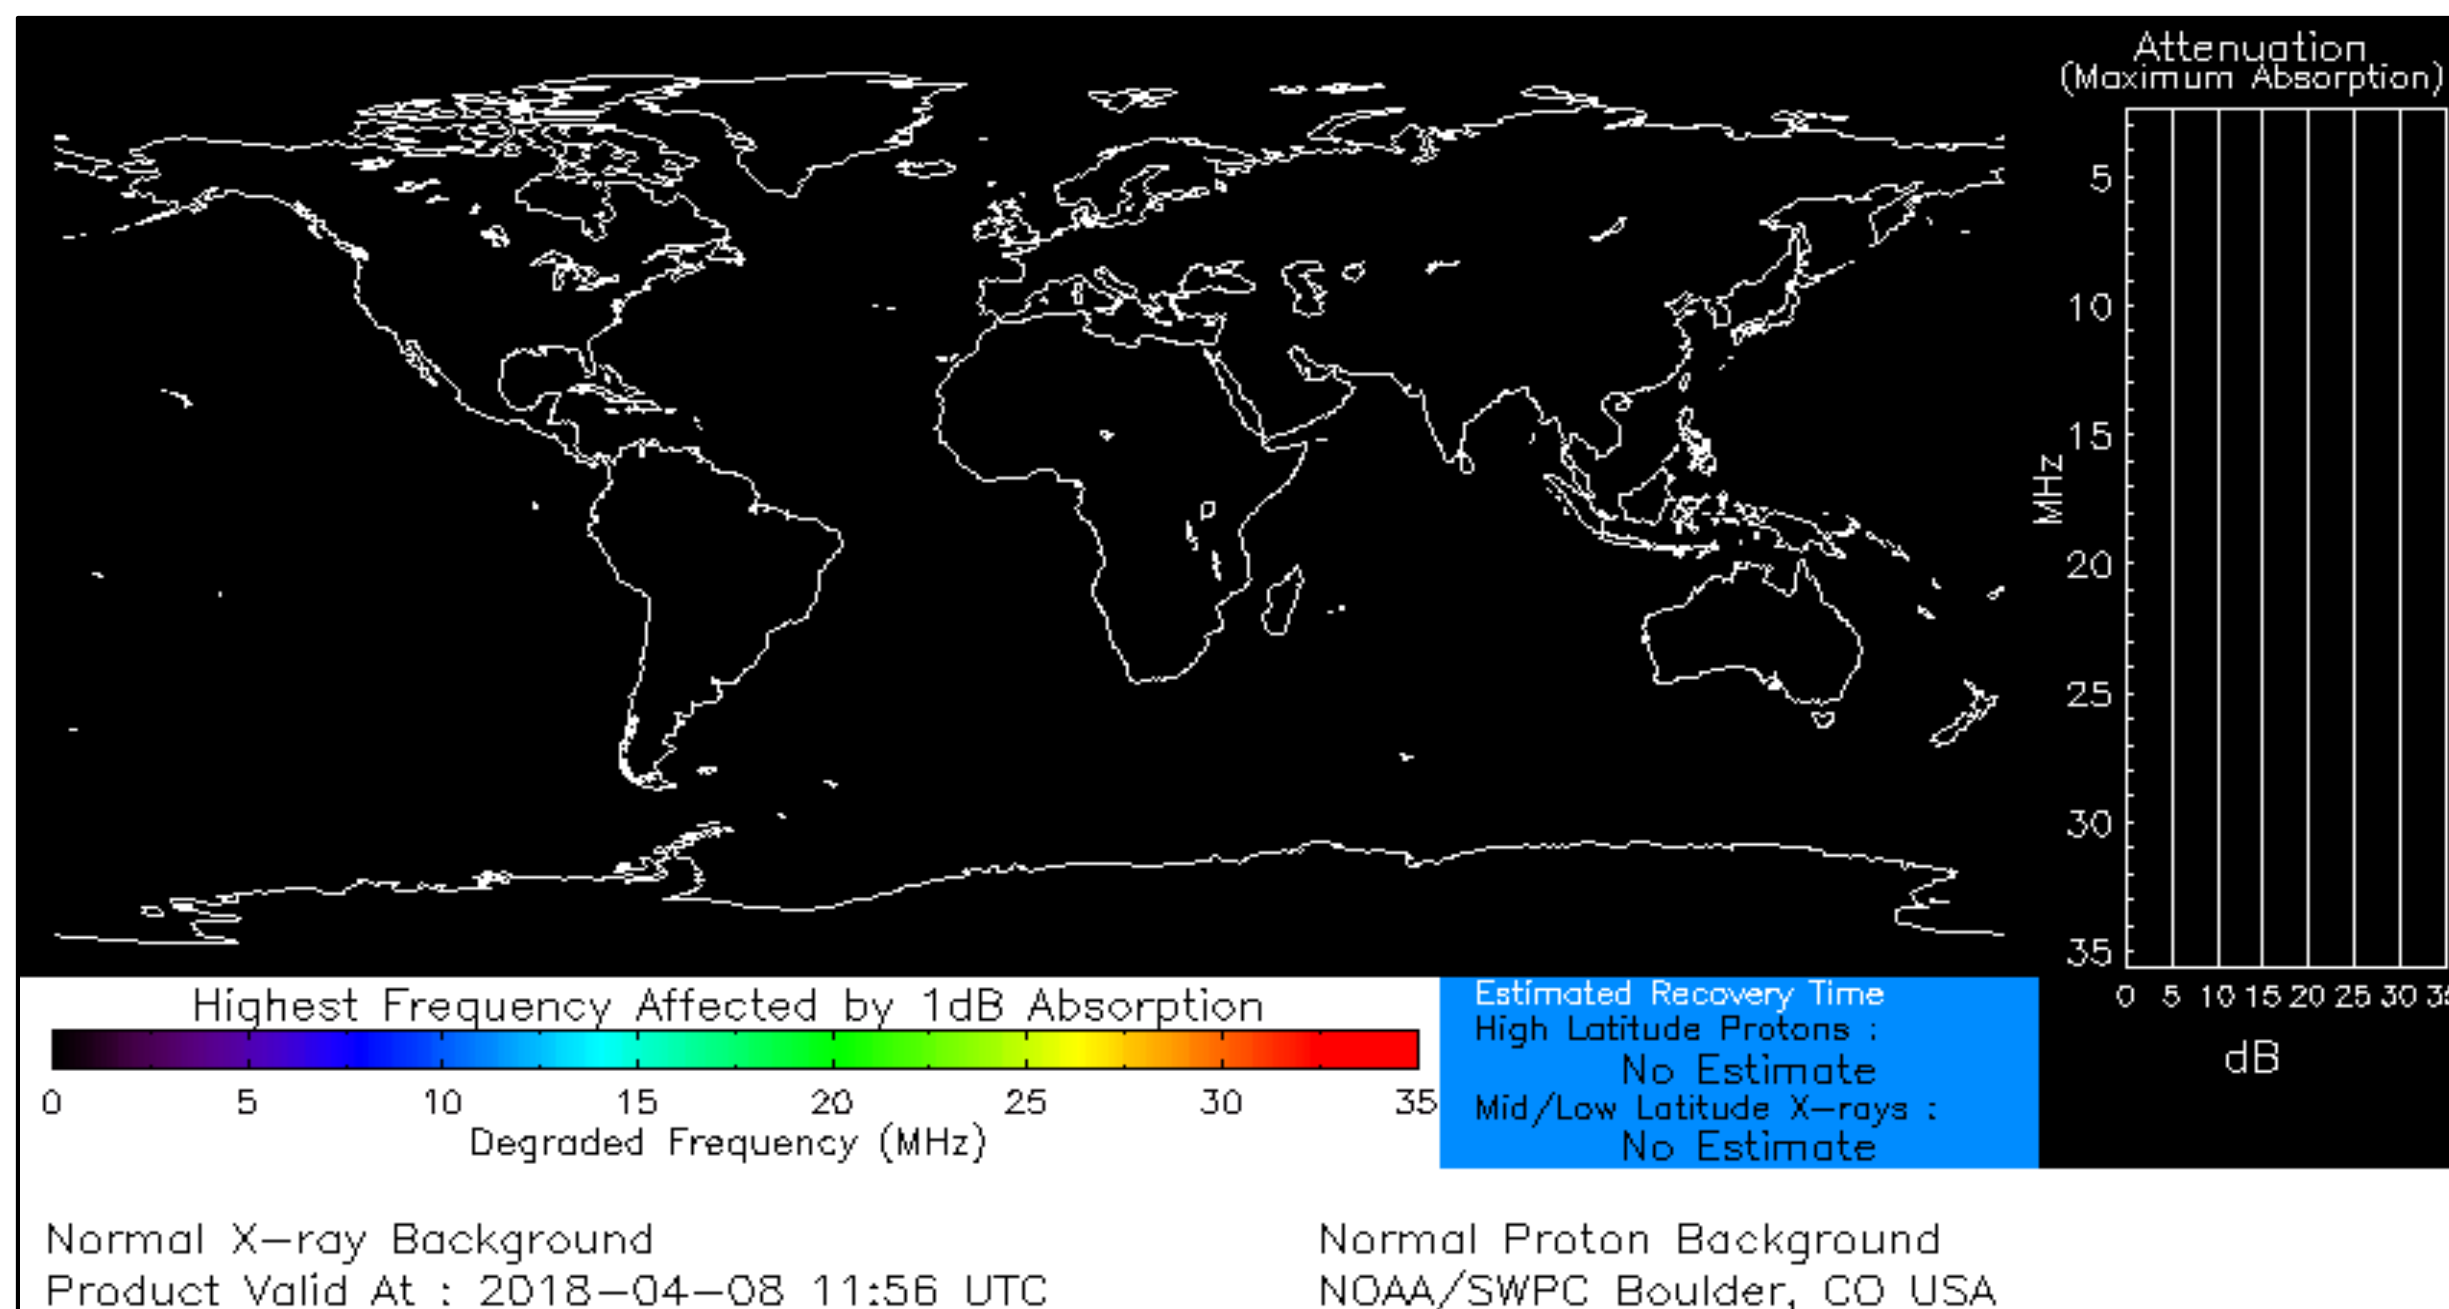 Attenuation
(Maximum Absorption)
5
10
15
20
25
30
35
MHz
0 5 10 15 20 25 30
dB
Highest Frequency Affected by 1dB Absorption
0 5 10 15 20 25 30 35
Degraded Frequency (MHz)
Estimated Recovery Time
High Latitude Protons :
No Estimate
Mid/Low Latitude X-rays :
No Estimate
Normal X-ray Background
Normal Proton Background
Product Valid At : 2018-04-08 11:56 UTC
NOAA/SWPC Boulder, CO USA